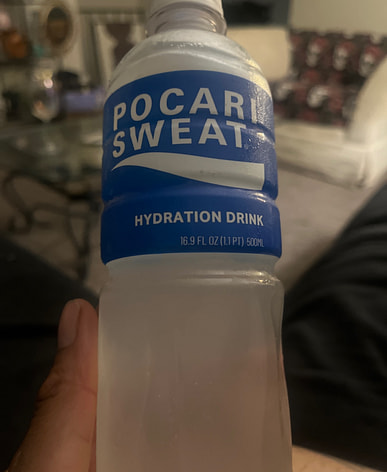 POCARI
SWEAT
HYDRATION DRINK
16.9 FL OZ (1.1 PT) 500ML